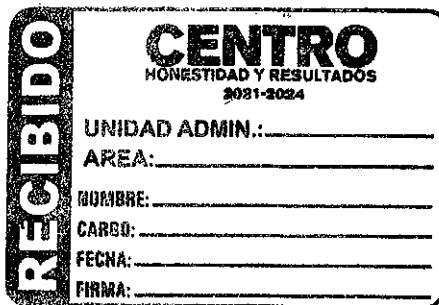 RECIBIDO
CENTRO
HONESTIDAD Y RESULTADOS
2021-2024
UNIDAD ADMIN.:
AREA:
NOMBRE:
CARGO:
FECHA:
FIRMA: